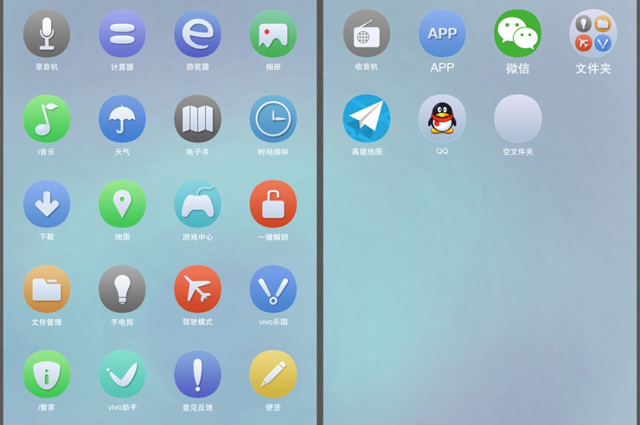 录音机 计算器 游览器 相册
i音乐 天气 电子书 时间闹钟
下载 地图 游戏中心 一键解锁
文件管理 手电筒 驾驶模式 vivo乐园
i管家 vivo助手 意见反馈 便签
APP
收音机 APP 微信 文件夹
高德地图 QQ 空文件夹